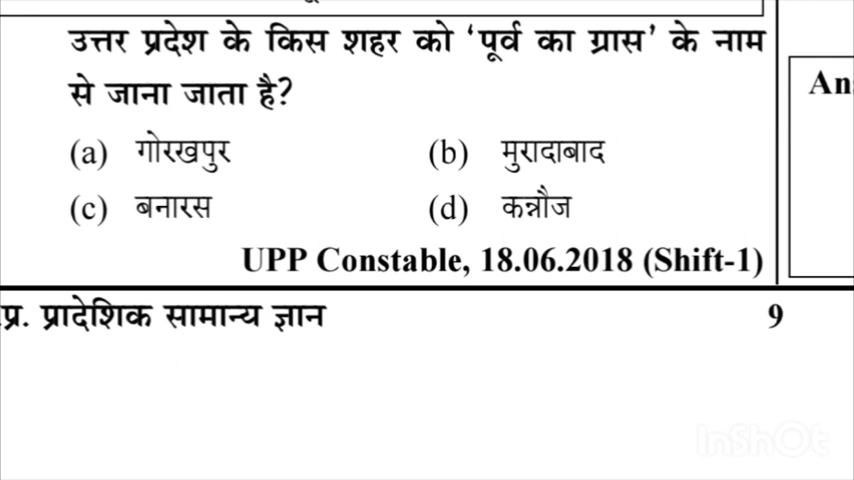 उत्तर प्रदेश के किस शहर को ‘पूर्व का ग्रास’ के नाम
से जाना जाता है?
(a) गोरखपुर (b) मुरादाबाद
(c) बनारस (d) कन्नौज
UPP Constable, 18.06.2018 (Shift-1)
An
प्र. प्रादेशिक सामान्य ज्ञान 9
InShOt